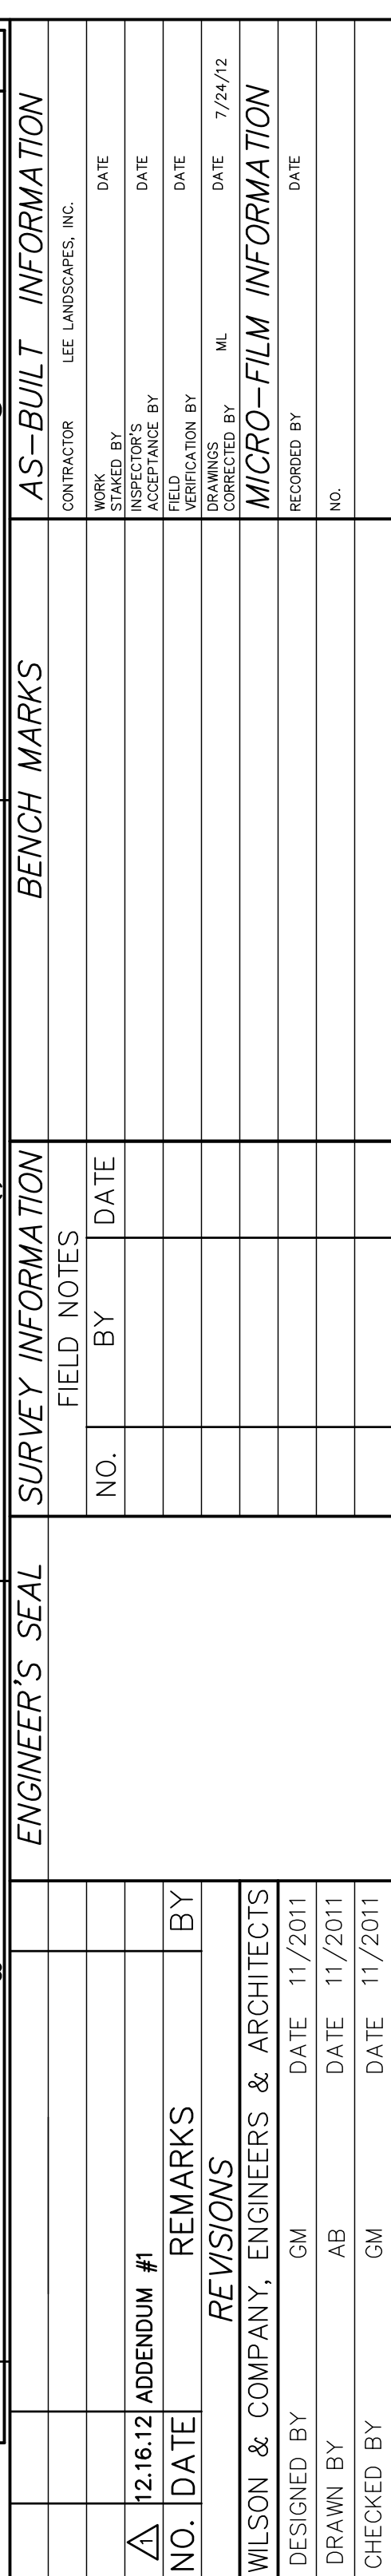 AS-BUILT INFORMATION
CONTRACTOR LEE LANDSCAPES, INC.
WORK
STAKED BY DATE
INSPECTOR'S
ACCEPTANCE BY DATE
FIELD
VERIFICATION BY DATE
DRAWINGS
CORRECTED BY ML DATE 7/24/12
MICRO-FILM INFORMATION
RECORDED BY DATE
NO.
BENCH MARKS
SURVEY INFORMATION
FIELD NOTES
NO. BY DATE
ENGINEER'S SEAL
1 12.16.12 ADDENDUM #1
NO. DATE REMARKS BY
REVISIONS
WILSON & COMPANY, ENGINEERS & ARCHITECTS
DESIGNED BY GM DATE 11/2011
DRAWN BY AB DATE 11/2011
CHECKED BY GM DATE 11/2011